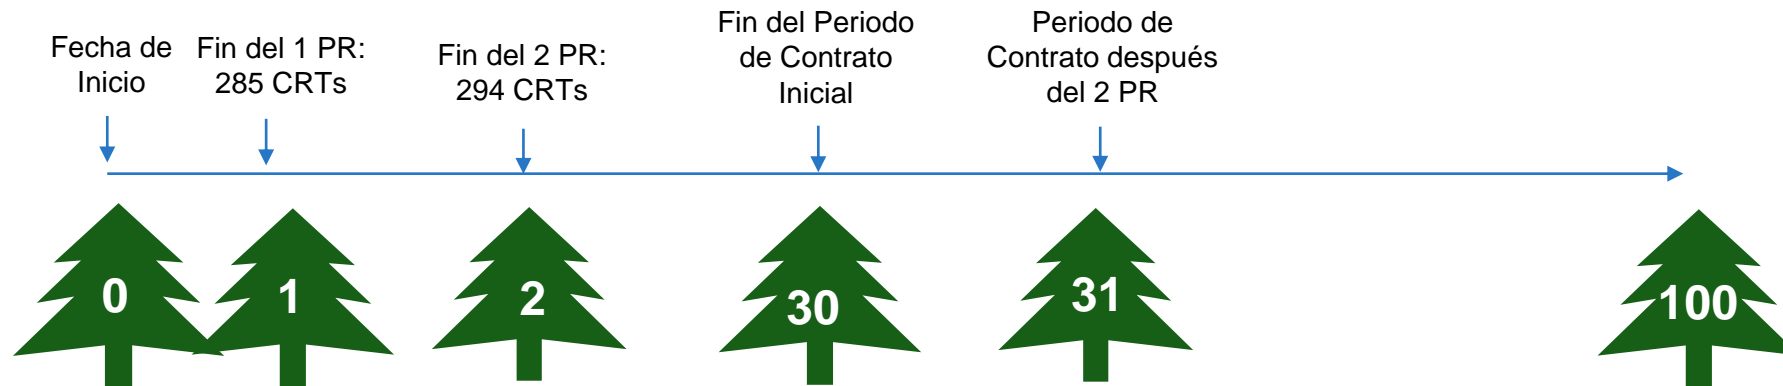 Fecha de
Inicio
Fin del 1 PR:
285 CRTs
Fin del 2 PR:
294 CRTs
Fin del Periodo
de Contrato
Inicial
Periodo de
Contrato después
del 2 PR
0
1
2
30
31
100